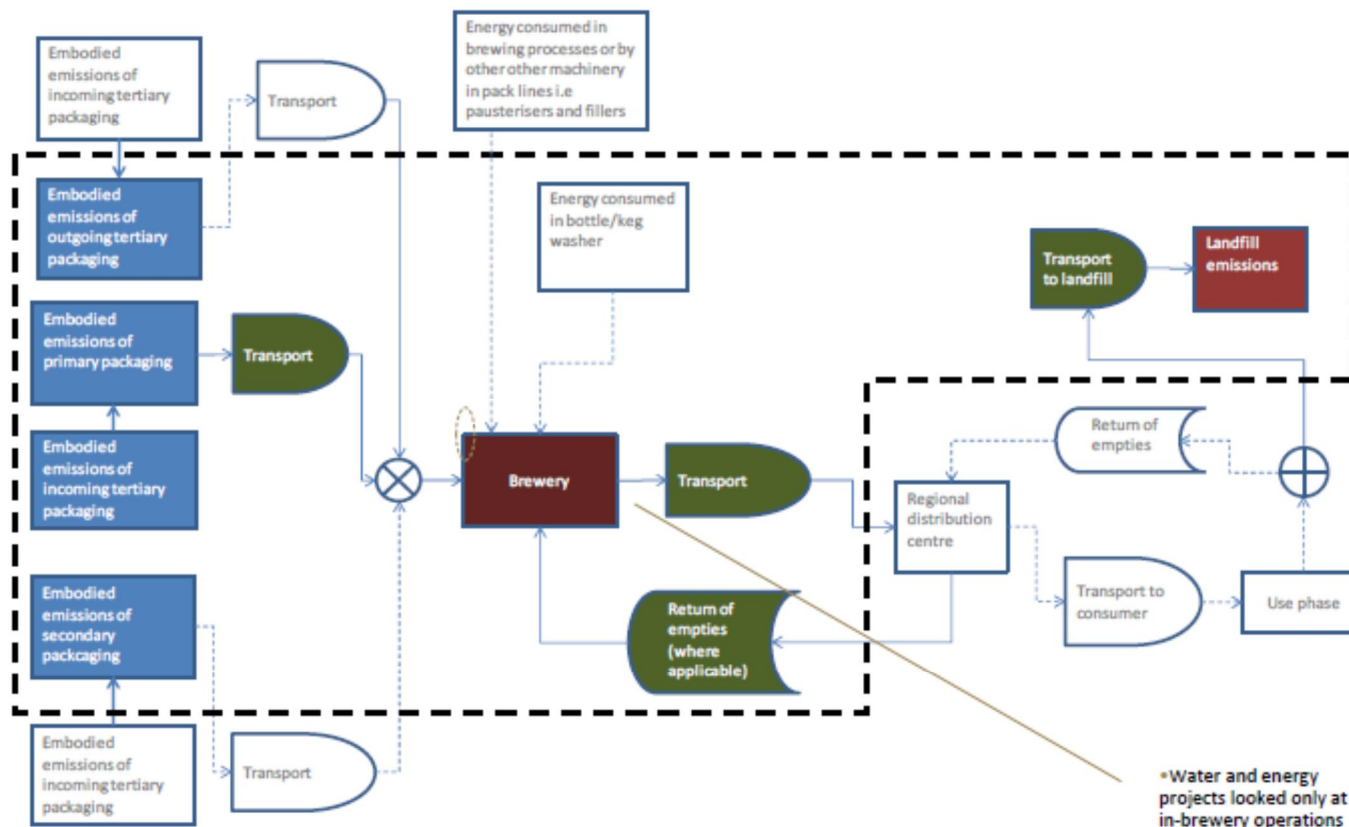 Embodied
emissions of
incoming tertiary
packaging
Transport
Energy consumed in
brewing processes or by
other other machinery
in pack lines i.e
pausterisers and fillers
Embodied
emissions of
outgoing tertiary
packaging
Energy consumed
in bottle/keg
washer
Transport
to landfill
Landfill
emissions
Embodied
emissions of
primary packaging
Transport
Embodied
emissions of
incoming tertiary
packaging
Brewery
Transport
Regional
distribution
centre
Return of
empties
Embodied
emissions of
secondary
packcaging
Return of
empties
(where
applicable)
Transport to
consumer
Use phase
Embodied
emissions of
incoming tertiary
packaging
Transport
•Water and energy
projects looked only at
in-brewery operations